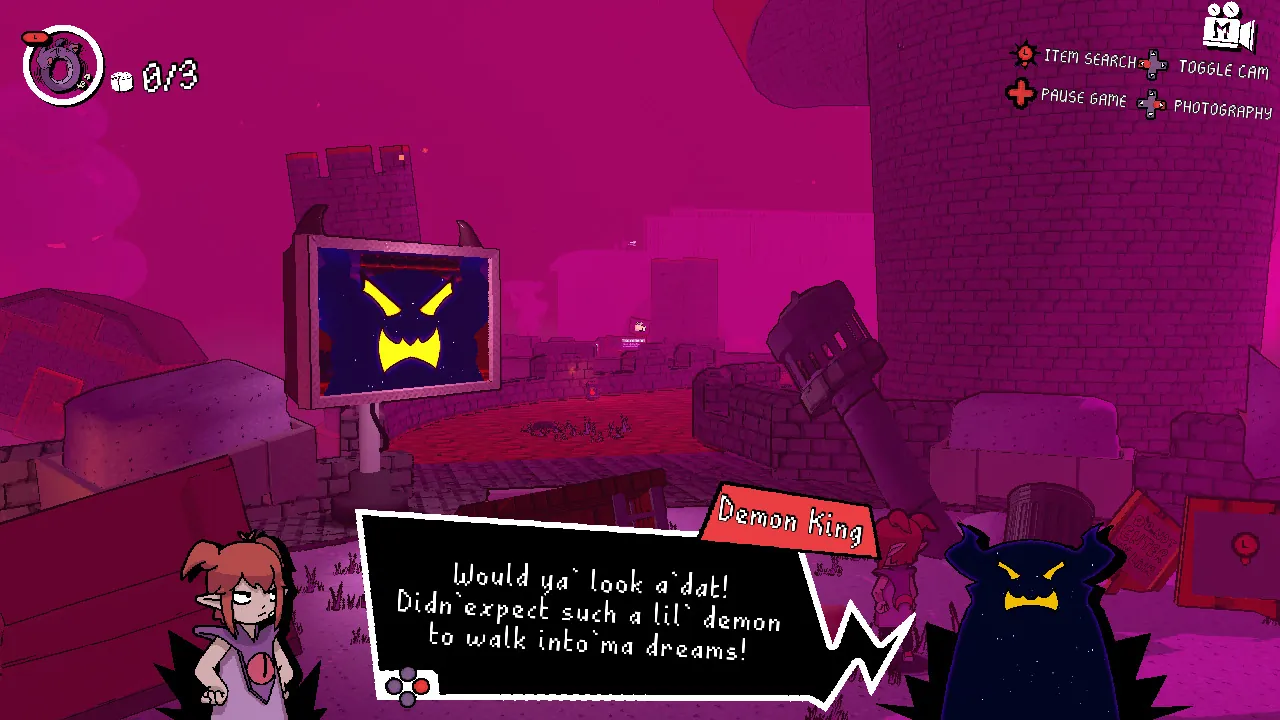 0/3
ITEM SEARCH
TOGGLE CAM
PAUSE GAME
PHOTOGRAPHY
M
Demon King
Would ya` look a`dat!
Didn`expect such a lil` demon
to walk into`ma dreams!